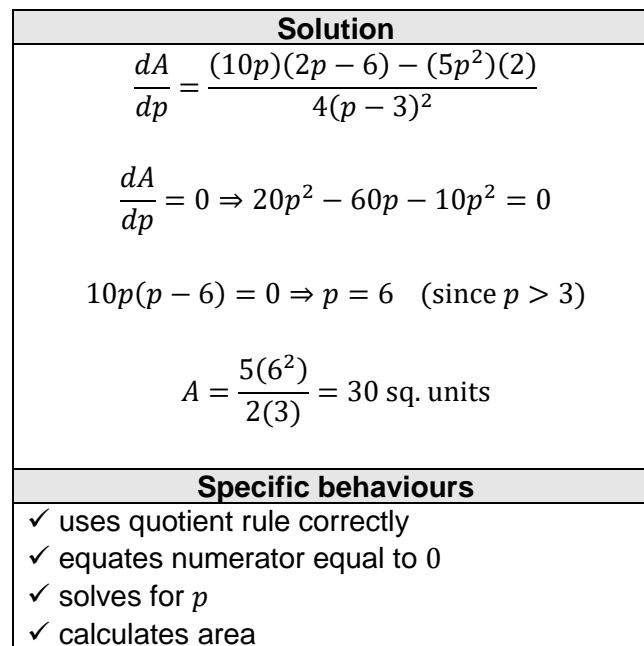 Solution
dA/dp = (10p)(2p − 6) − (5p²)(2) / 4(p − 3)²
dA/dp = 0 ⇒ 20p² − 60p − 10p² = 0
10p(p − 6) = 0 ⇒ p = 6 (since p > 3)
A = 5(6²) / 2(3) = 30 sq. units
Specific behaviours
✓ uses quotient rule correctly
✓ equates numerator equal to 0
✓ solves for p
✓ calculates area